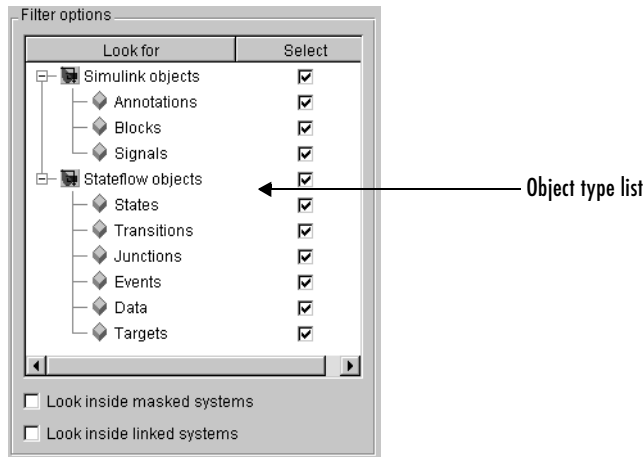 Filter options
Look for Select
Simulink objects
Annotations
Blocks
Signals
Stateflow objects
Object type list
States
Transitions
Junctions
Events
Data
Targets
Look inside masked systems
Look inside linked systems